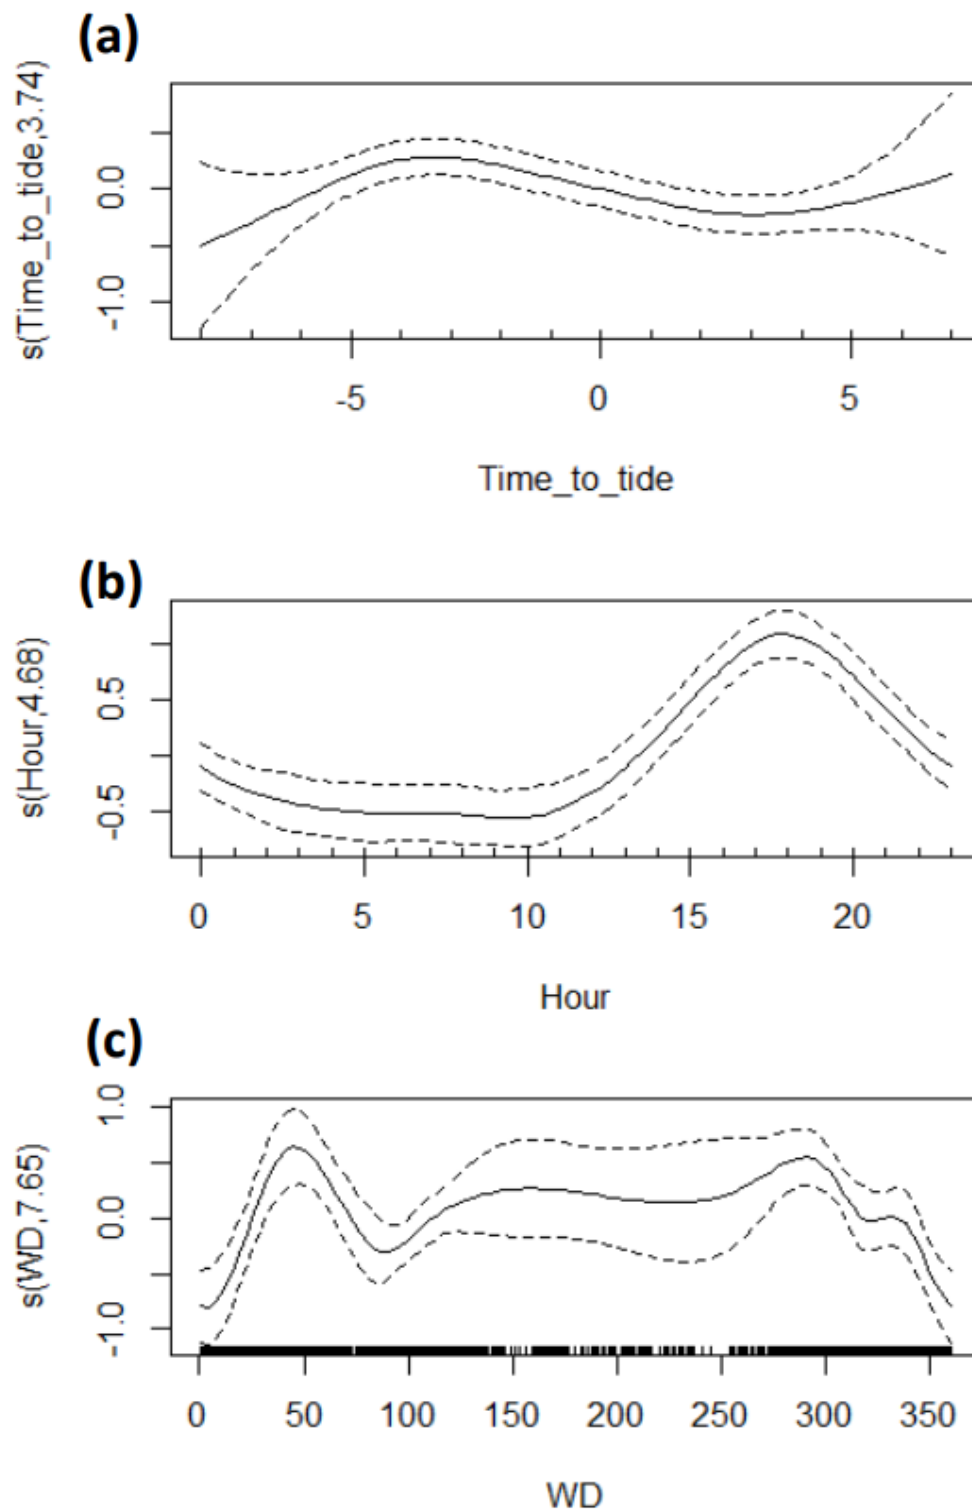 (a)
s(Time_to_tide,3.74)
0.0
-1.0
-5 0 5
Time_to_tide
(b)
s(Hour,4.68)
0.5
-0.5
0 5 10 15 20
Hour
(c)
s(WD,7.65)
1.0
0.0
-1.0
0 50 100 150 200 250 300 350
WD